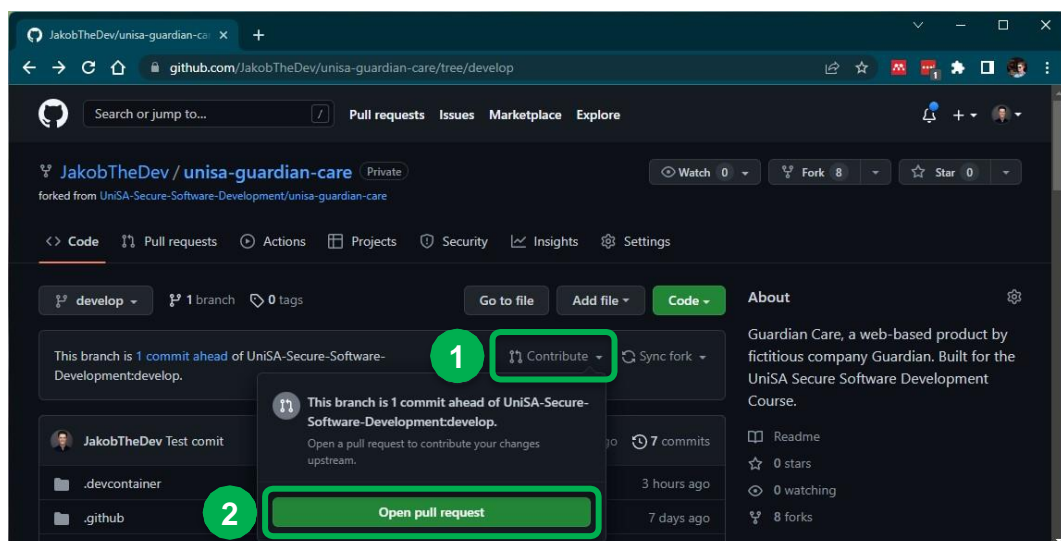 JakobTheDev/unisa-guardian-car
github.com/JakobTheDev/unisa-guardian-care/tree/develop
1
Search or jump to...
/
Pull requests Issues Marketplace Explore
JakobTheDev / unisa-guardian-care Private
forked from UniSA-Secure-Software-Development/unisa-guardian-care
Watch 0
Fork 8
Star 0
Code Pull requests Actions Projects Security Insights Settings
develop 1 branch 0 tags
Go to file Add file Code
This branch is 1 commit ahead of UniSA-Secure-Software-
Development:develop.
1
Contribute Sync fork
This branch is 1 commit ahead of UniSA-Secure-
Software-Development:develop.
Open a pull request to contribute your changes
upstream.
2
Open pull request
JakobTheDev Test comit
go 7 commits
.devcontainer 3 hours ago
.github 7 days ago
About
Guardian Care, a web-based product by
fictitious company Guardian. Built for the
UniSA Secure Software Development
Course.
Readme
0 stars
0 watching
8 forks